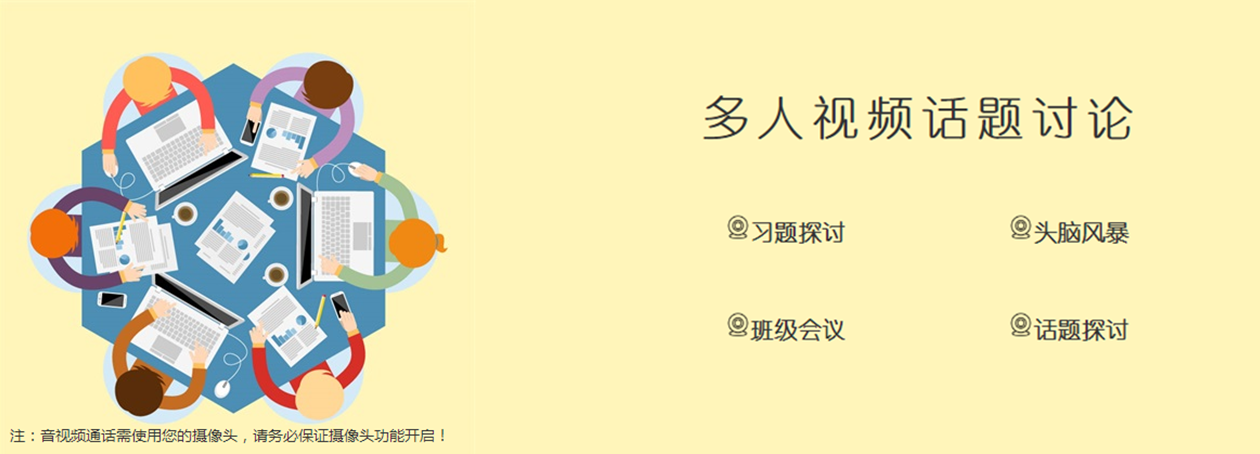 多人视频话题讨论
习题探讨
头脑风暴
班级会议
话题探讨
注：音视频通话需使用您的摄像头，请务必保证摄像头功能开启！